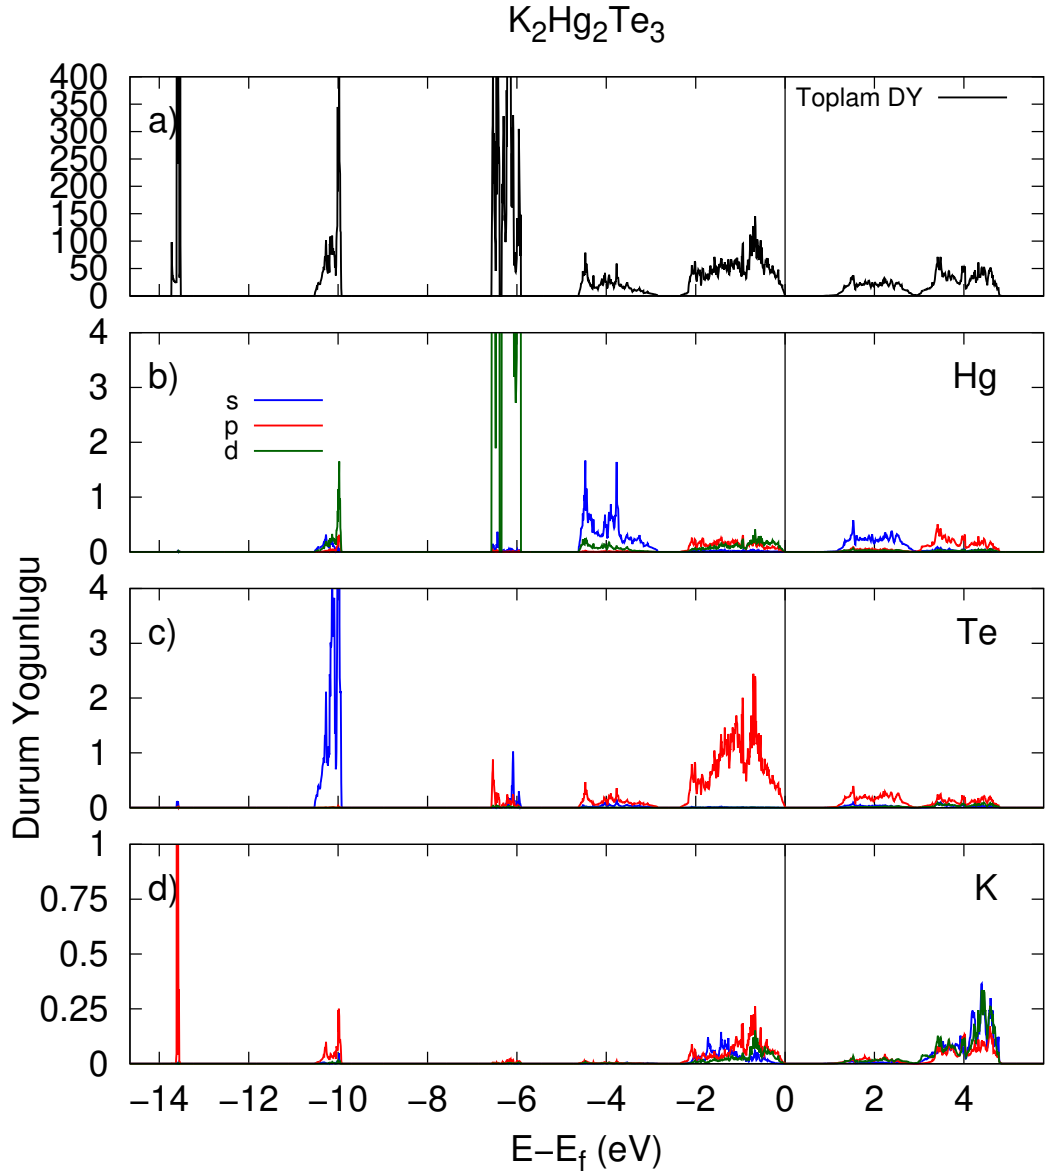 K2Hg2Te3
400
350
300
250
200
150
100
50
0
a)
Toplam DY
4
3
2
1
0
b)
Hg
s
p
d
4
3
2
1
0
c)
Te
1
0.75
0.5
0.25
0
d)
K
Durum Yogunlugu
−14 −12 −10 −8 −6 −4 −2 0 2 4
E−Ef (eV)